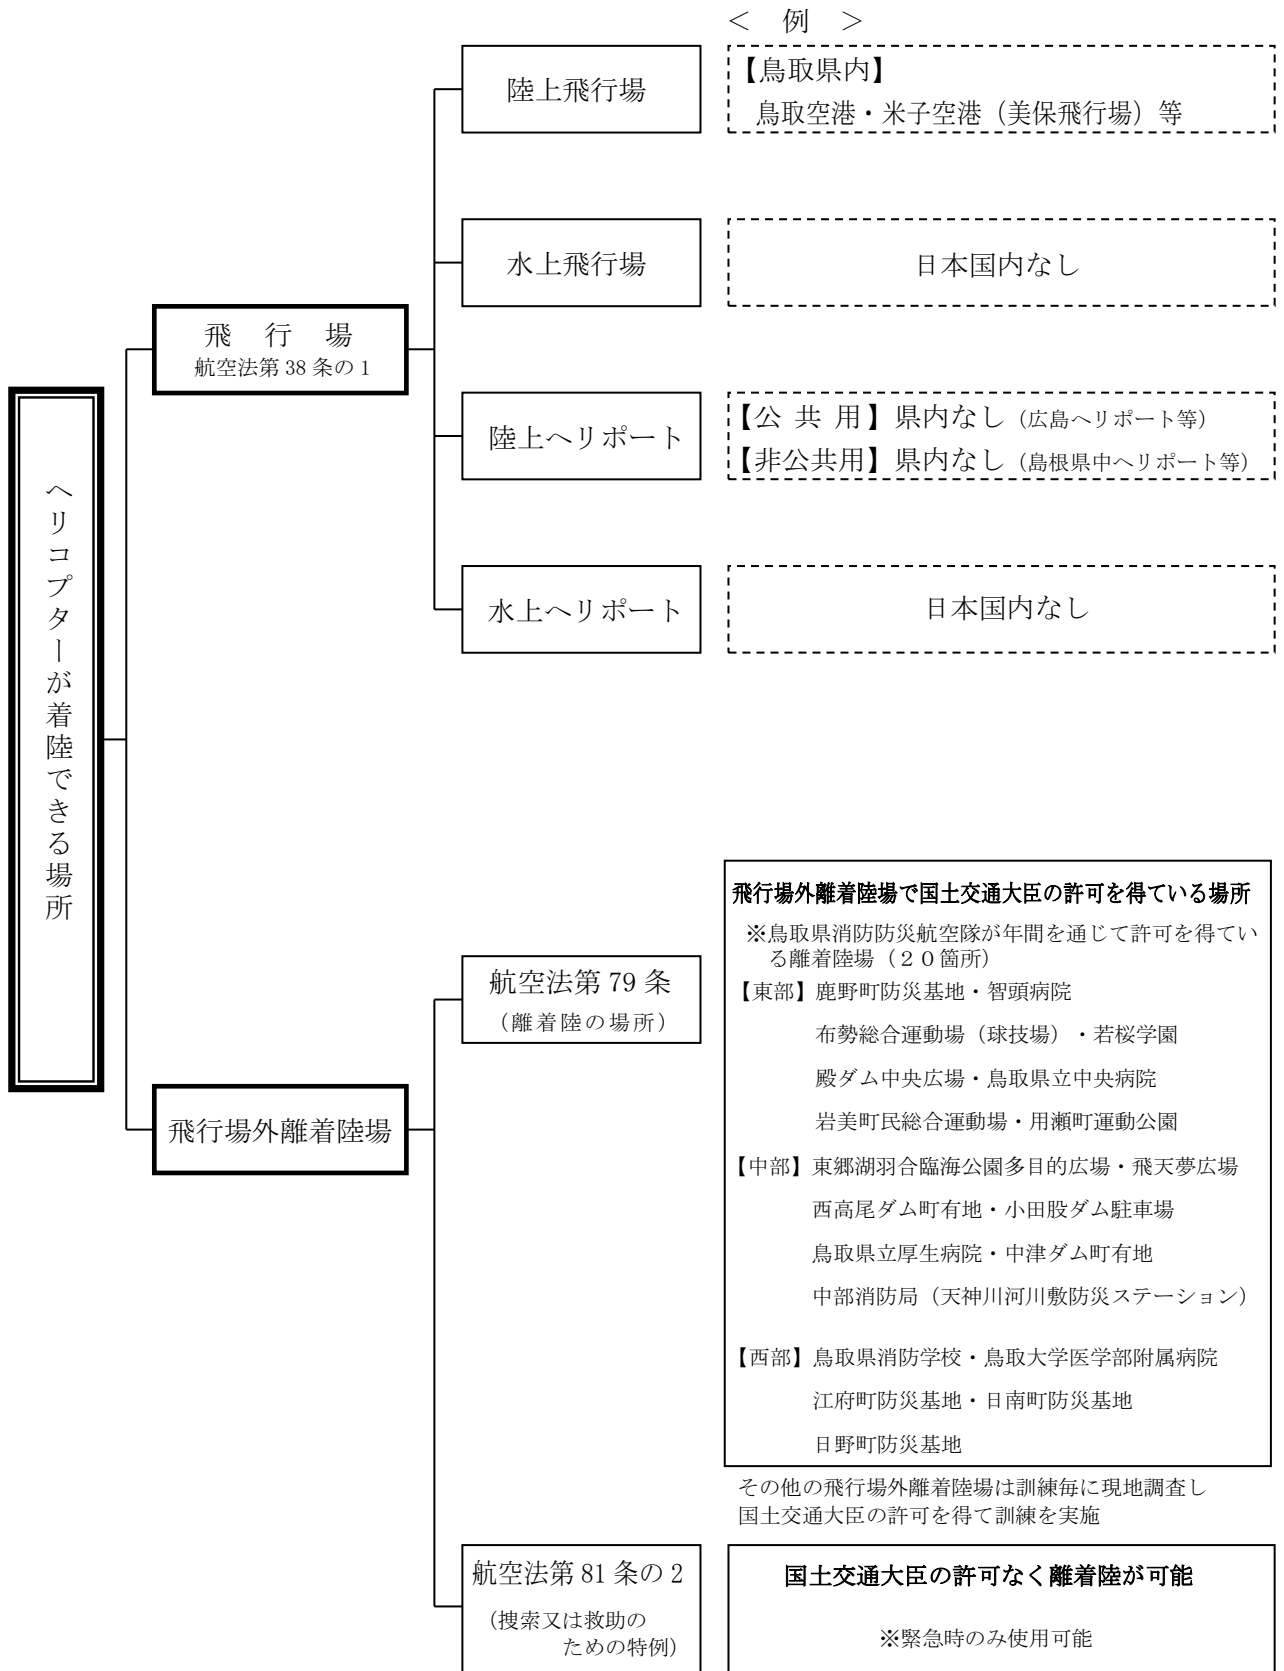 ＜　例　＞
ヘリコプターが着陸できる場所
飛　行　場
航空法第 38 条の 1
陸上飛行場
【鳥取県内】
鳥取空港・米子空港（美保飛行場）等
水上飛行場
日本国内なし
陸上ヘリポート
【公 共 用】県内なし（広島ヘリポート等）
【非公共用】県内なし（島根県中ヘリポート等）
水上ヘリポート
日本国内なし
飛行場外離着陸場
航空法第 79 条
（離着陸の場所）
飛行場外離着陸場で国土交通大臣の許可を得ている場所
※鳥取県消防防災航空隊が年間を通じて許可を得てい
る離着陸場（２０箇所）
【東部】鹿野町防災基地・智頭病院
布勢総合運動場（球技場）・若桜学園
殿ダム中央広場・鳥取県立中央病院
岩美町民総合運動場・用瀬町運動公園
【中部】東郷湖羽合臨海公園多目的広場・飛天夢広場
西高尾ダム町有地・小田股ダム駐車場
鳥取県立厚生病院・中津ダム町有地
中部消防局（天神川河川敷防災ステーション）
【西部】鳥取県消防学校・鳥取大学医学部附属病院
江府町防災基地・日南町防災基地
日野町防災基地
その他の飛行場外離着陸場は訓練毎に現地調査し
国土交通大臣の許可を得て訓練を実施
航空法第 81 条の 2
（捜索又は救助の
ための特例）
国土交通大臣の許可なく離着陸が可能
※緊急時のみ使用可能